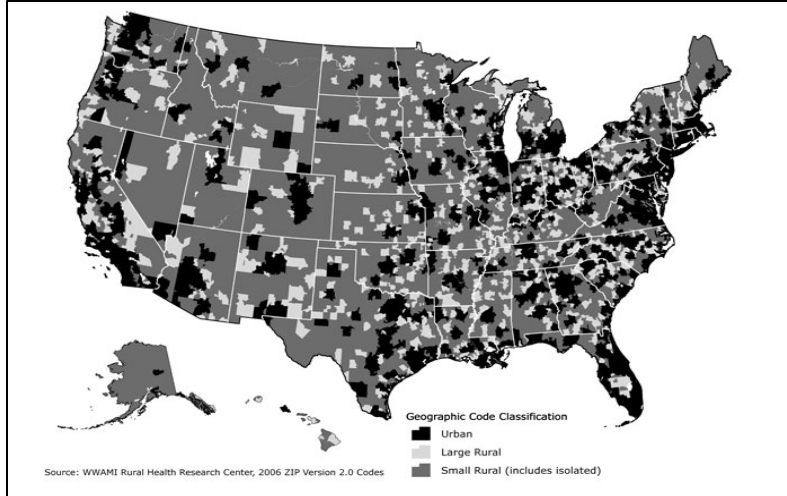 Geographic Code Classification
Urban
Large Rural
Small Rural (includes isolated)
Source: WWAMI Rural Health Research Center, 2006 ZIP Version 2.0 Codes